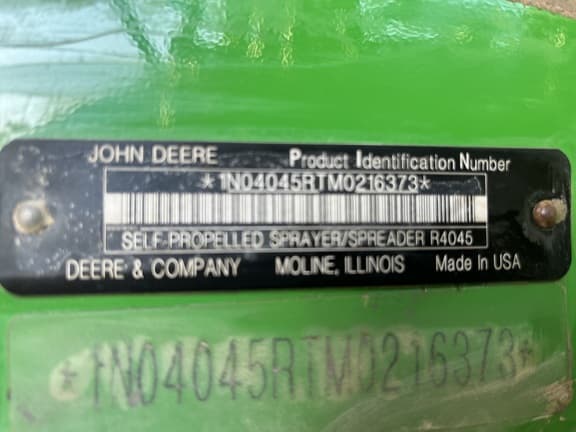 JOHN DEERE Product Identification Number
*1N04045RTM0216373*
SELF-PROPELLED SPRAYER/SPREADER R4045
DEERE & COMPANY MOLINE, ILLINOIS Made In USA
*1N04045RTM0216373*